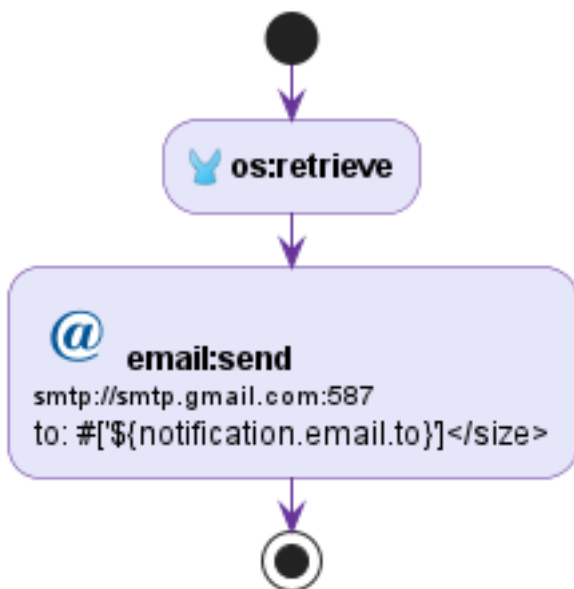 os:retrieve
@ email:send
smtp://smtp.gmail.com:587
to: #['${notification.email.to}']</size>